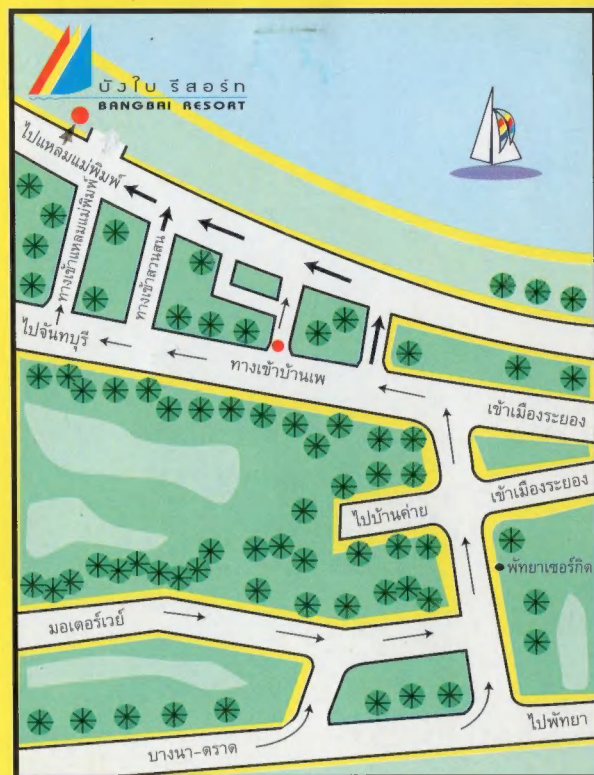 บังใบ รีสอร์ท
BANGBAI RESORT
ไปแหลมแม่พิมพ์
ทางเข้าแหลมแม่พิมพ์
ทางเข้าสวนสน
ไปจันทบุรี
ทางเข้าบ้านเพ
เข้าเมืองระยอง
เข้าเมืองระยอง
ไปบ้านค่าย
พัทยาเซอร์กิต
มอเตอร์เวย์
ไปพัทยา
บางนา-ตราด